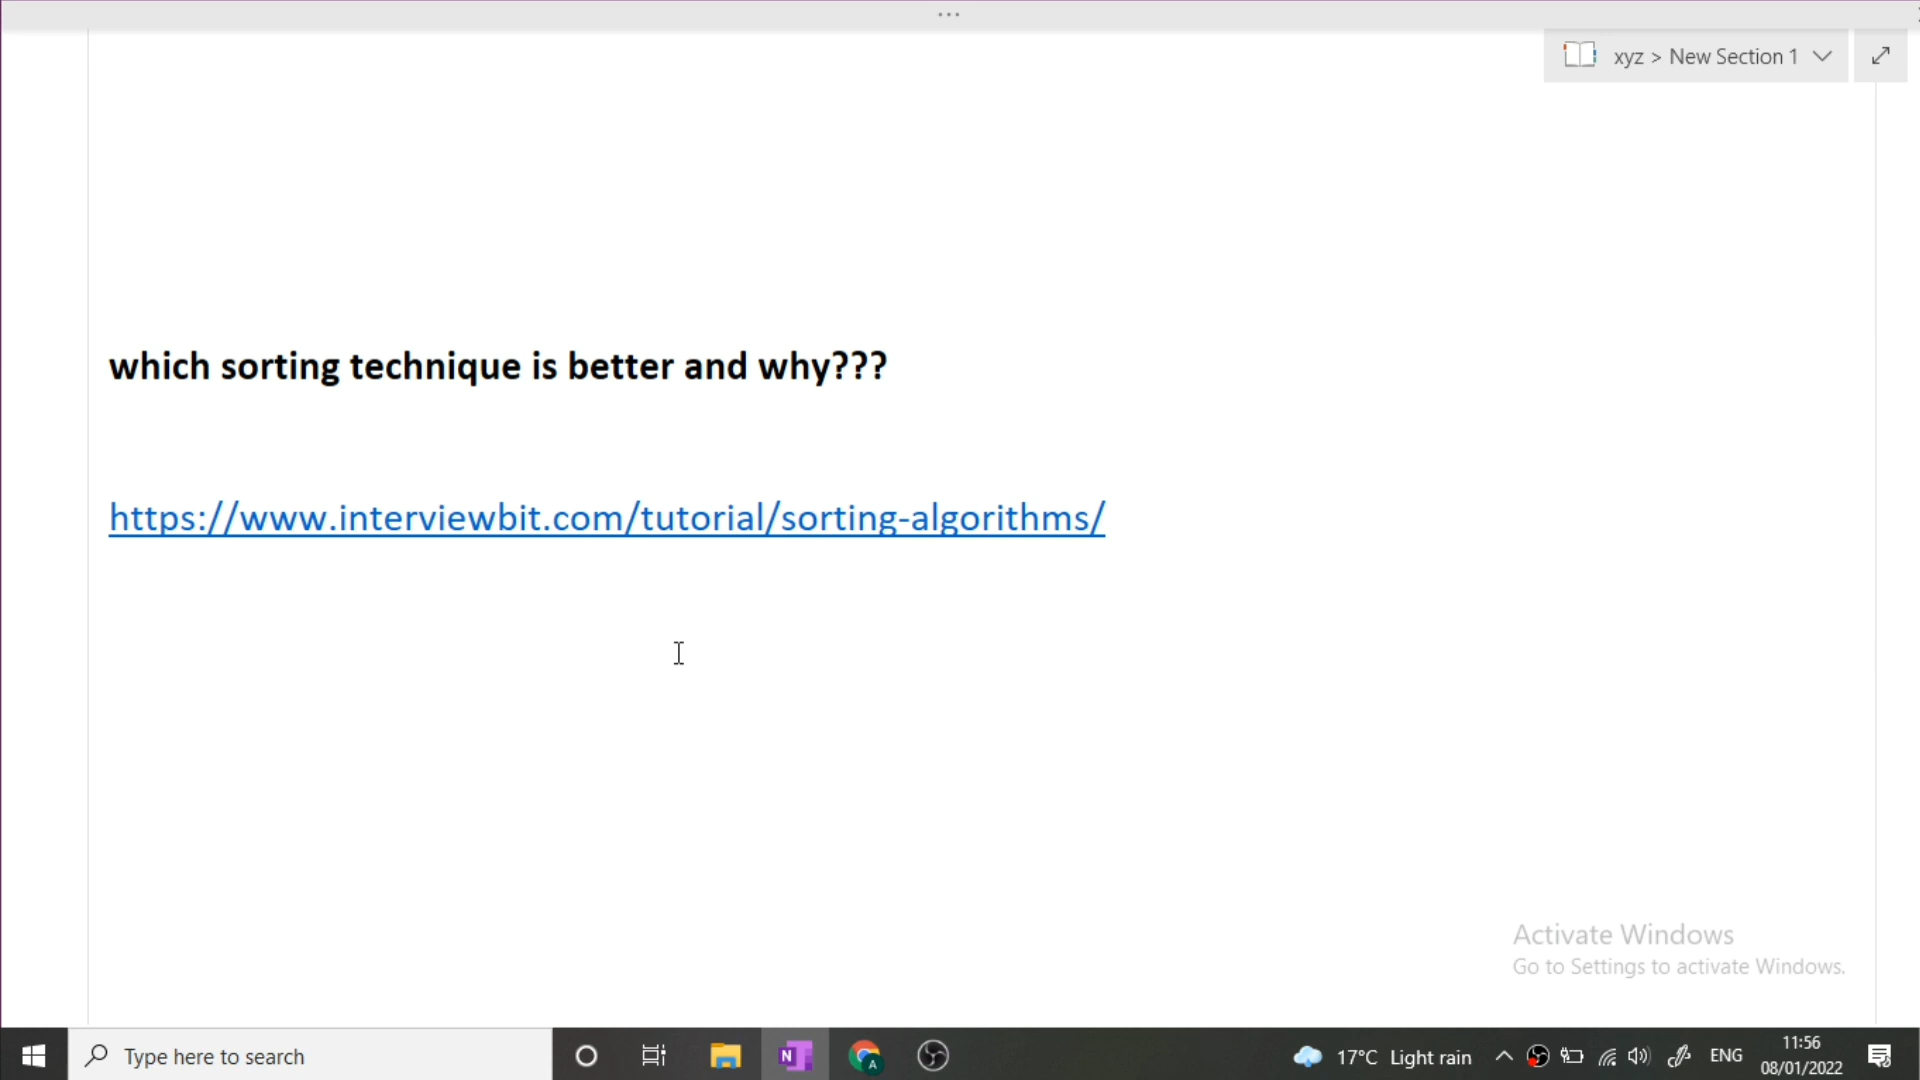 xyz > New Section 1
which sorting technique is better and why???
https://www.interviewbit.com/tutorial/sorting-algorithms/
Activate Windows
Go to Settings to activate Windows.
Type here to search
N
A
17°C Light rain
ENG
11:56
08/01/2022